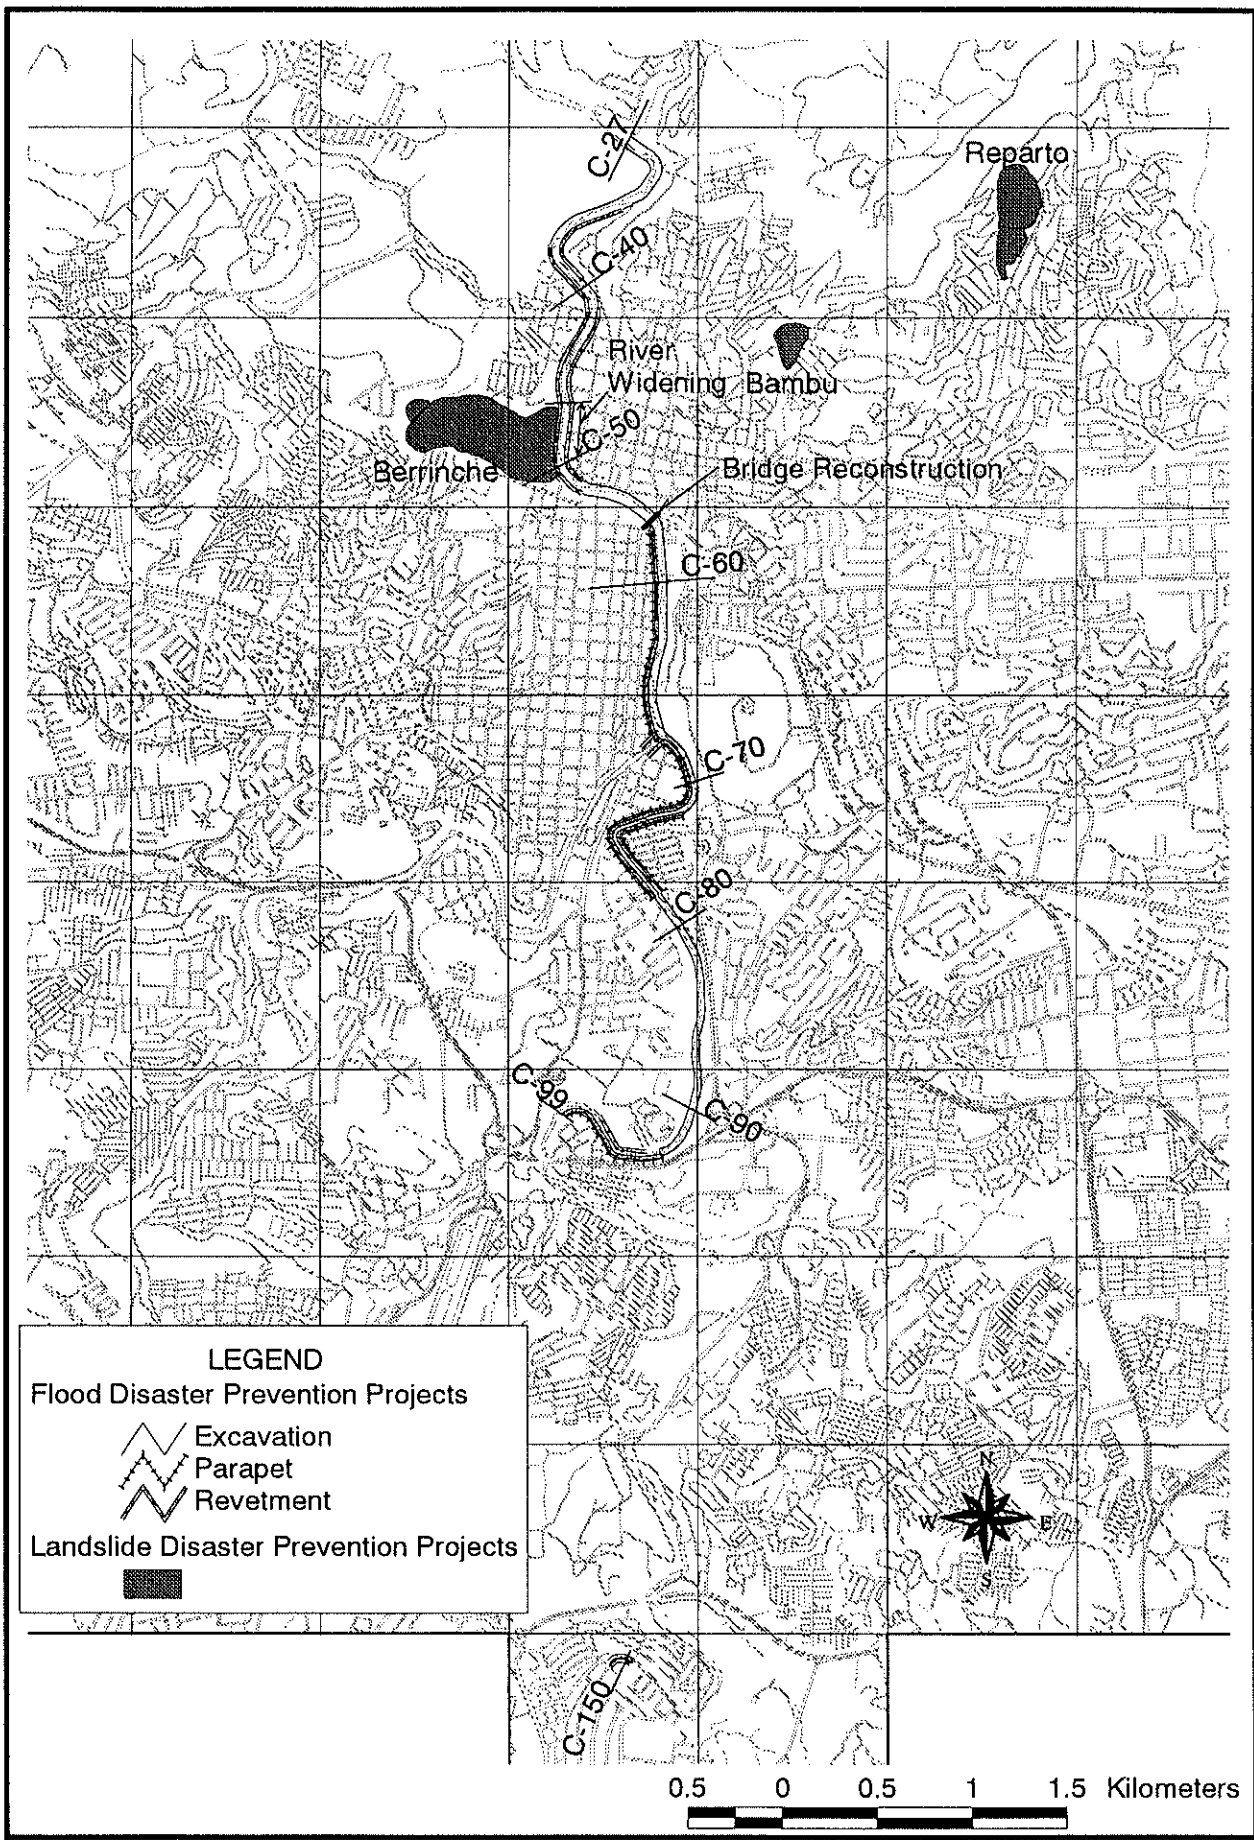 C-27
Reparto
C-40
River
Widening
Bambu
C-50
Berrinche
Bridge Reconstruction
C-60
C-70
C-80
C-99
C-90
LEGEND
Flood Disaster Prevention Projects
Excavation
Parapet
Revetment
Landslide Disaster Prevention Projects
N
W
E
S
C-150
0.5 0 0.5 1 1.5 Kilometers